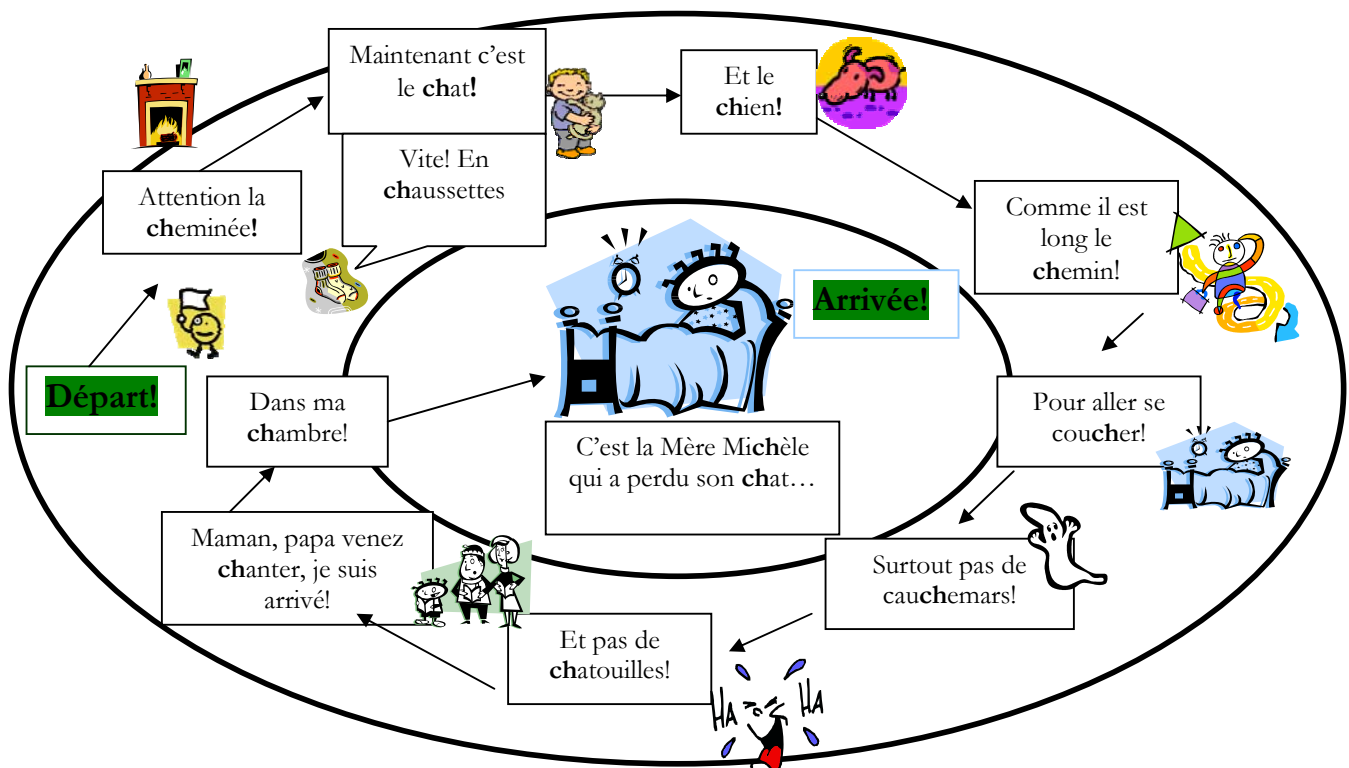 Départ!
Attention la
cheminée!
Maintenant c’est
le chat!
Vite! En
chaussettes
Et le
chien!
Comme il est
long le
chemin!
Pour aller se
coucher!
Surtout pas de
cauchemars!
Et pas de
chatouilles!
HA
HA
Maman, papa venez
chanter, je suis
arrivé!
Dans ma
chambre!
Arrivée!
C’est la Mère Michèle
qui a perdu son chat…